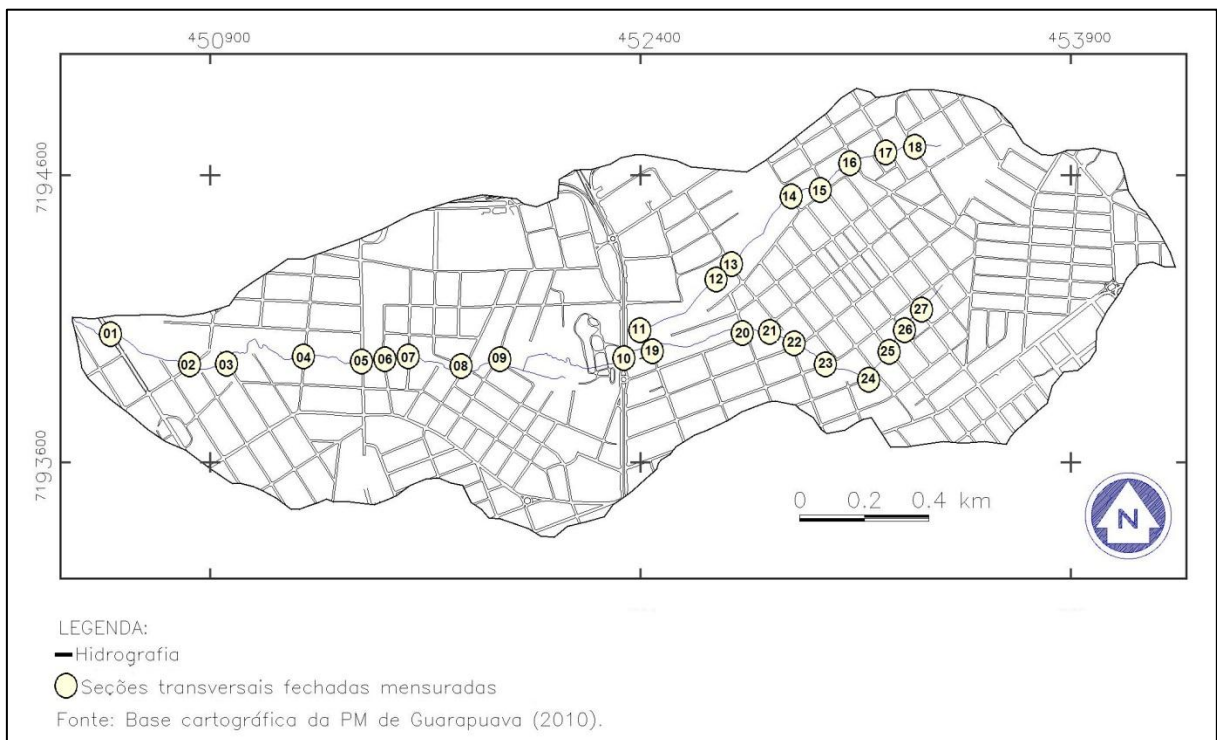 450900 452400 453900
7194600
7193600
01 02 03 04 05 06 07 08 09 10 11 12 13 14 15 16 17 18 19 20 21 22 23 24 25 26 27
0 0.2 0.4 km
N
LEGENDA:
Hidrografia
Seções transversais fechadas mensuradas
Fonte: Base cartográfica da PM de Guarapuava (2010).